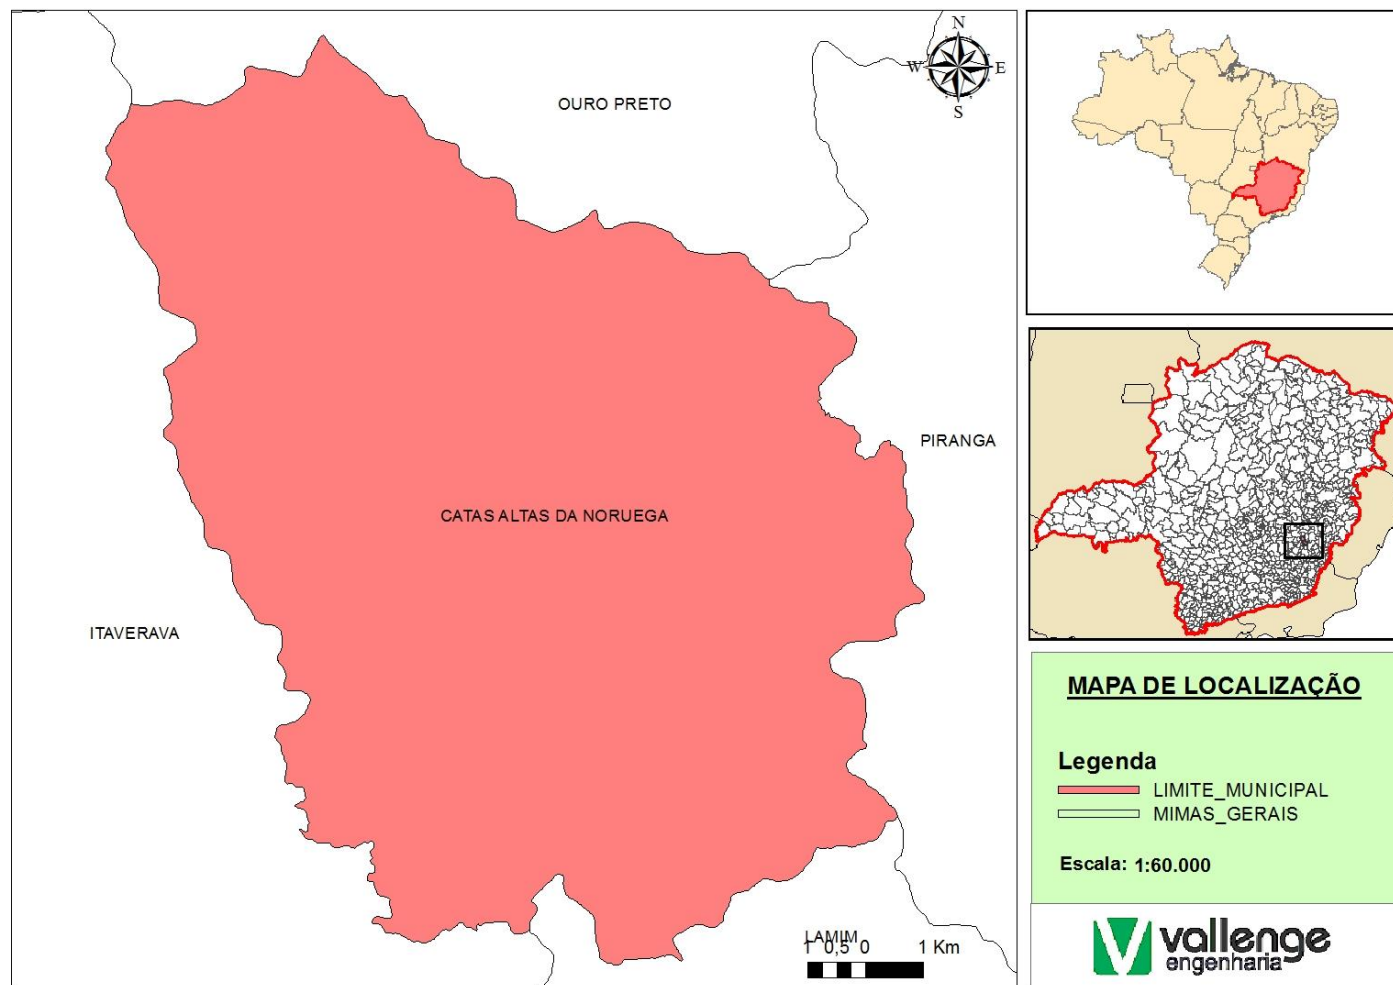 N
W E
S
OURO PRETO
PIRANGA
CATAS ALTAS DA NORUEGA
ITAVERAVA
LAMIM
1 0,5 0 1 Km
MAPA DE LOCALIZAÇÃO
Legenda
LIMITE_MUNICIPAL
MIMAS_GERAIS
Escala: 1:60.000
vallenge
engenharia